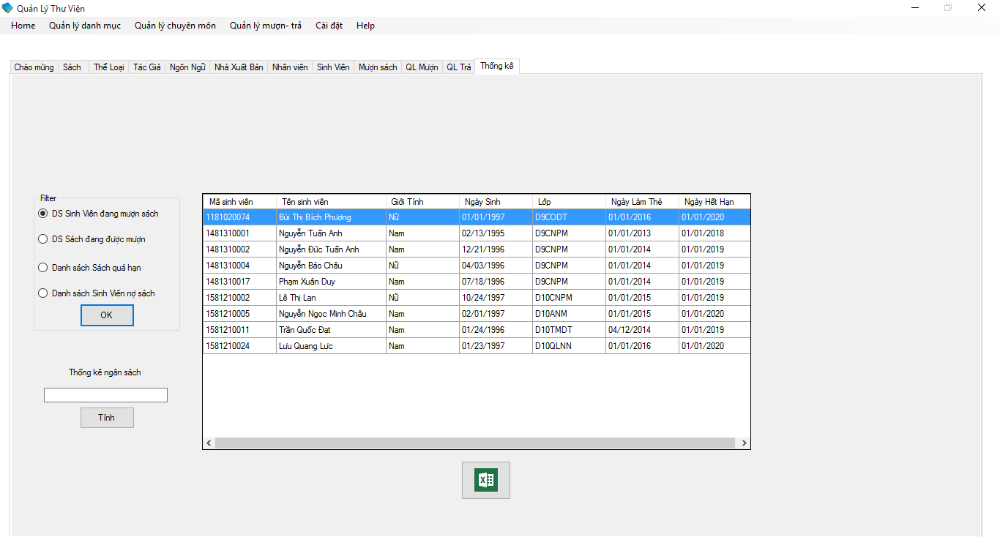 Quản Lý Thư Viện
Home Quản lý danh mục Quản lý chuyên môn Quản lý mượn- trả Cài đặt Help
Chào mừng Sách Thể Loại Tác Giả Ngôn Ngữ Nhà Xuất Bản Nhân viên Sinh Viên Mượn sách QL Mượn QL Trả Thống kê
Filter
DS Sinh Viên đang mượn sách
DS Sách đang được mượn
Danh sách Sách quá hạn
Danh sách Sinh Viên nợ sách
OK
Thống kê ngân sách
Tính
Mã sinh viên Tên sinh viên Giới Tính Ngày Sinh Lớp Ngày Làm Thẻ Ngày Hết Hạn
1181020074 Bùi Thị Bích Phương Nữ 01/01/1997 D9CODT 01/01/2016 01/01/2020
1481310001 Nguyễn Tuấn Anh Nam 02/13/1995 D9CNPM 01/01/2013 01/01/2018
1481310002 Nguyễn Đức Tuấn Anh Nam 12/21/1996 D9CNPM 01/01/2014 01/01/2019
1481310004 Nguyễn Bảo Châu Nữ 04/03/1996 D9CNPM 01/01/2014 01/01/2019
1481310017 Phạm Xuân Duy Nam 07/18/1996 D9CNPM 01/01/2014 01/01/2019
1581210002 Lê Thị Lan Nữ 10/24/1997 D10CNPM 01/01/2015 01/01/2019
1581210005 Nguyễn Ngọc Minh Châu Nam 02/01/1997 D10ANM 01/01/2015 01/01/2020
1581210011 Trần Quốc Đạt Nam 01/24/1996 D10TMDT 04/12/2014 01/01/2019
1581210024 Lưu Quang Lực Nam 01/23/1997 D10QLNN 01/01/2016 01/01/2020